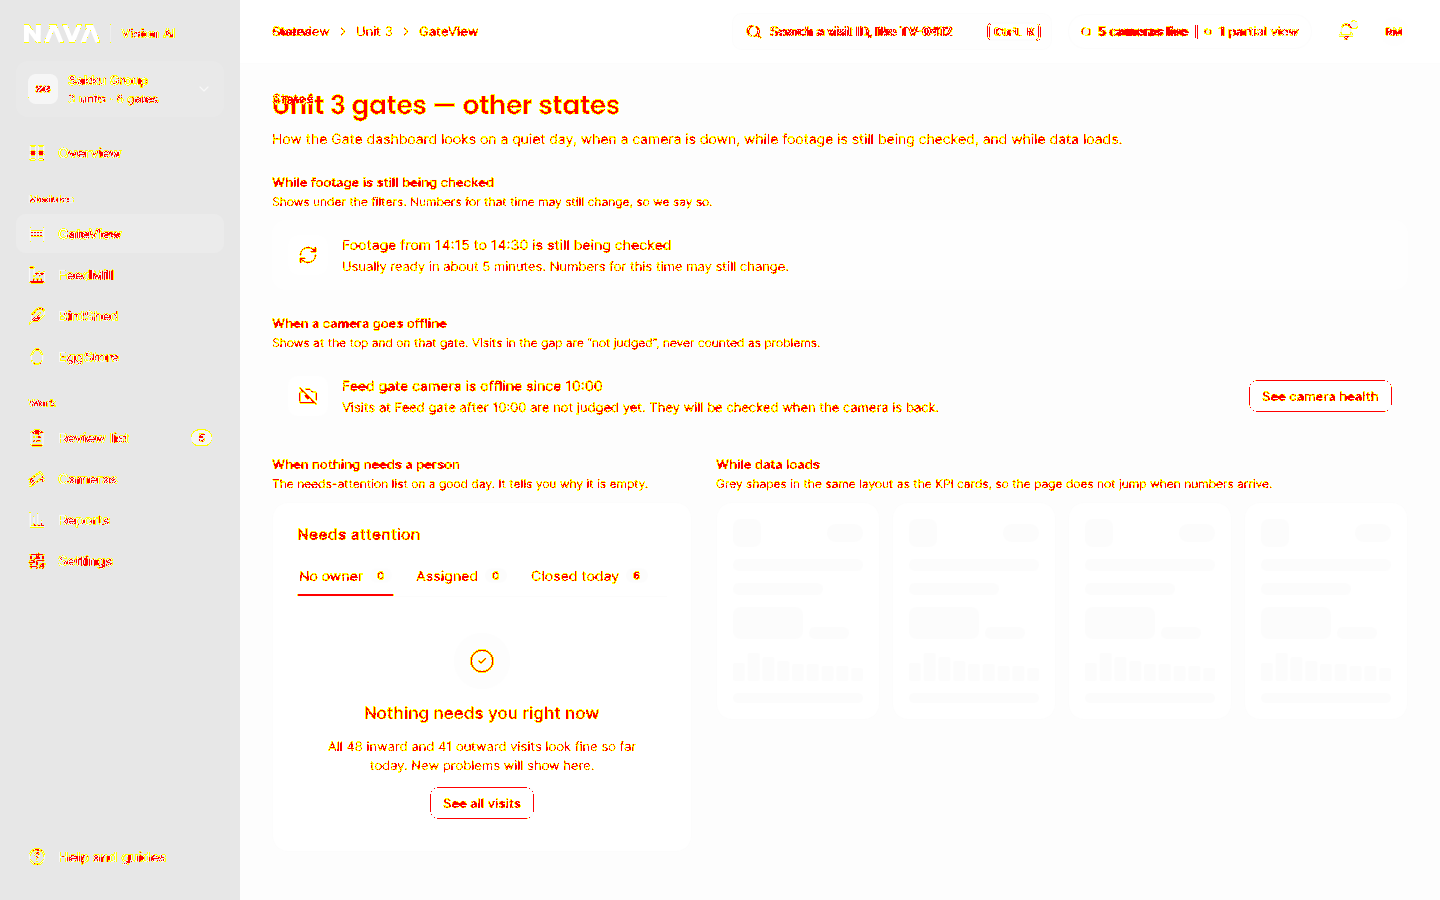 NAVA
Overview
GateView
Feed Mill
Review list
5
Cameras
Reports
Settings
Help and guides
Unit 3 > GateView
Search a visit ID, like
5 cameras live
1 partial view
Unit 3 gates — other states
How the Gate dashboard looks on a quiet day, when a camera is down, while footage is still being checked, and while data loads.
While footage is still being checked
Shows under the filters. Numbers for that time may still change, so we say so.
Footage from 14:15 to 14:30 is still being checked
Usually ready in about 5 minutes. Numbers for this time may still change.
When a camera goes offline
Shows at the top and on that gate. Visits in the gap are "not judged", never counted as problems.
Feed gate camera is offline since 10:00
Visits at Feed gate after 10:00 are not judged yet. They will be checked when the camera is back.
See camera health
When nothing needs a person
The needs-attention list on a good day. It tells you why it is empty.
Needs attention
No owner 0 Assigned 0 Closed today 6
Nothing needs you right now
All 48 inward and 41 outward visits look fine so far
today. New problems will show here.
See all visits
While data loads
Grey shapes in the same layout as the KPI cards, so the page does not jump when numbers arrive.